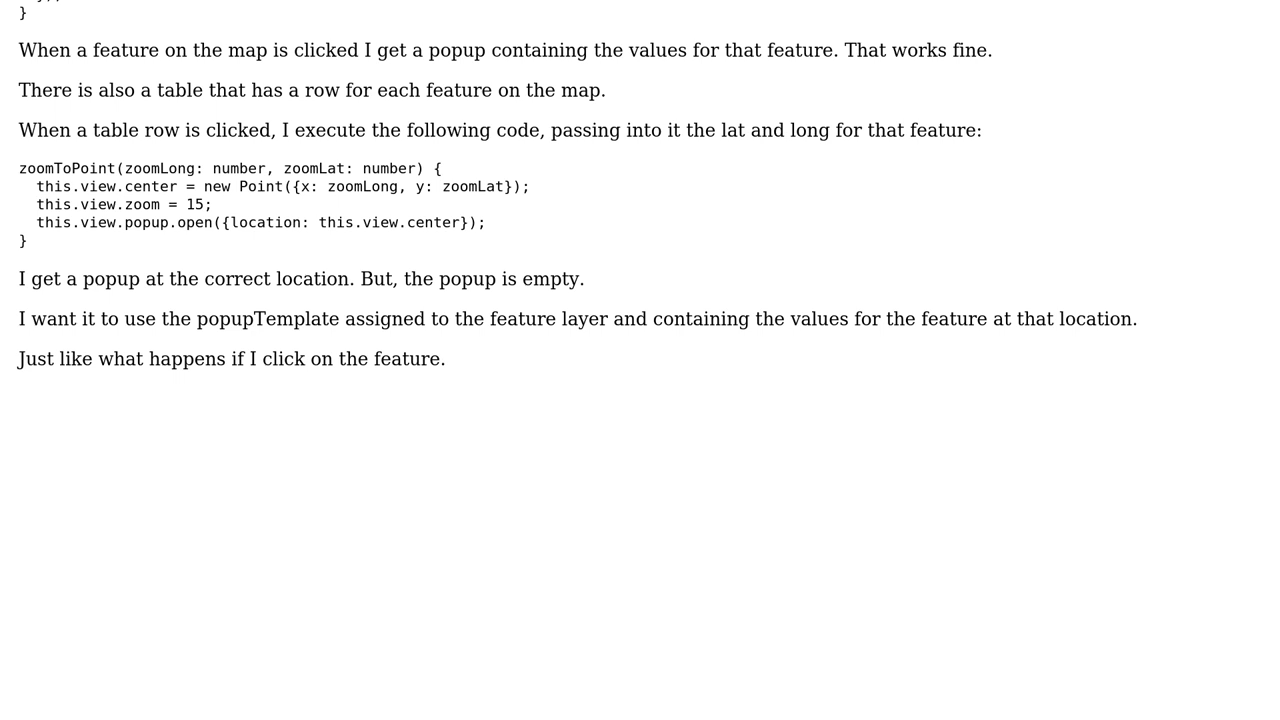 }
When a feature on the map is clicked I get a popup containing the values for that feature. That works fine.
There is also a table that has a row for each feature on the map.
When a table row is clicked, I execute the following code, passing into it the lat and long for that feature:
zoomToPoint(zoomLong: number, zoomLat: number) {
  this.view.center = new Point({x: zoomLong, y: zoomLat});
  this.view.zoom = 15;
  this.view.popup.open({location: this.view.center});
}
I get a popup at the correct location. But, the popup is empty.
I want it to use the popupTemplate assigned to the feature layer and containing the values for the feature at that location.
Just like what happens if I click on the feature.